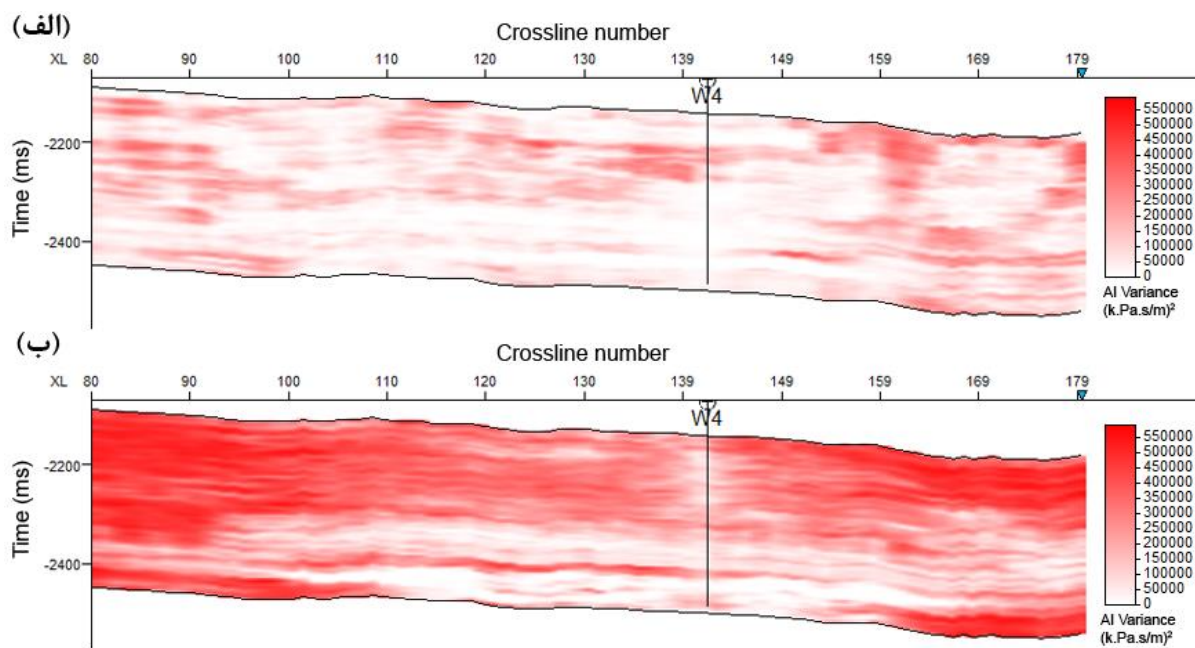 (الف)
Crossline number
XL 80 90 100 110 120 130 139 149 159 169 179
W4
Time (ms)
-2200
-2400
550000
500000
450000
400000
350000
300000
250000
200000
150000
100000
50000
0
AI Variance
(k.Pa.s/m)²
(ب)
Crossline number
XL 80 90 100 110 120 130 139 149 159 169 179
W4
Time (ms)
-2200
-2400
550000
500000
450000
400000
350000
300000
250000
200000
150000
100000
50000
0
AI Variance
(k.Pa.s/m)²